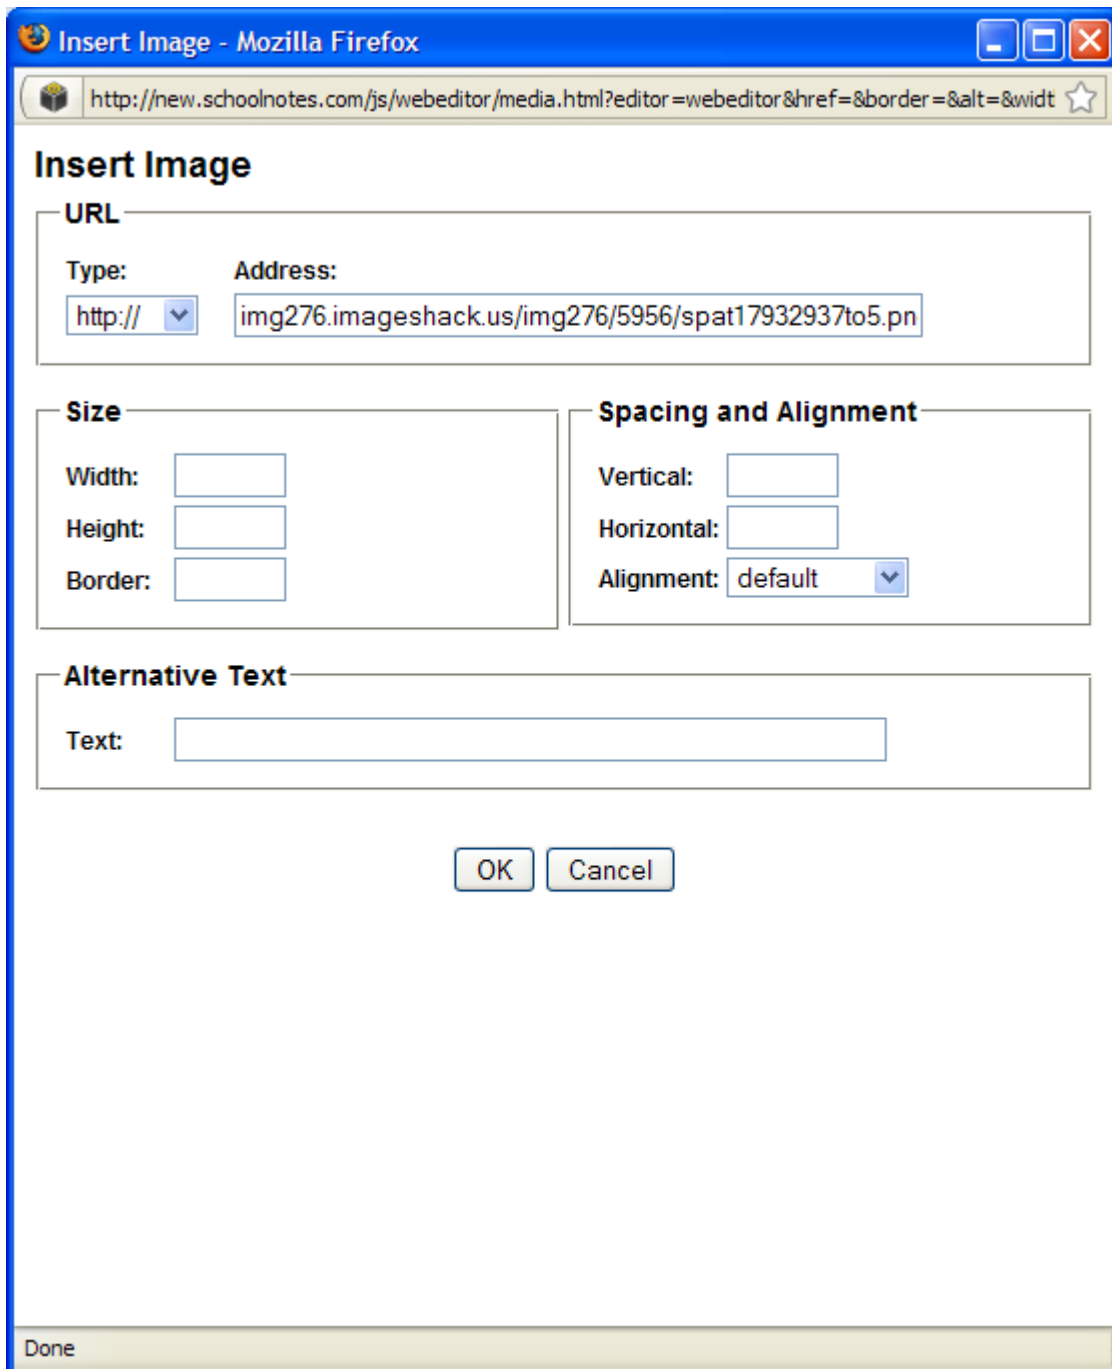 Insert Image - Mozilla Firefox
http://new.schoolnotes.com/js/webeditor/media.html?editor=webeditor&href=&border=&alt=&widt
Insert Image
URL
Type: Address:
http:// img276.imageshack.us/img276/5956/spat17932937to5.pn
Size
Width:
Height:
Border:
Spacing and Alignment
Vertical:
Horizontal:
Alignment: default
Alternative Text
Text:
OK Cancel
Done